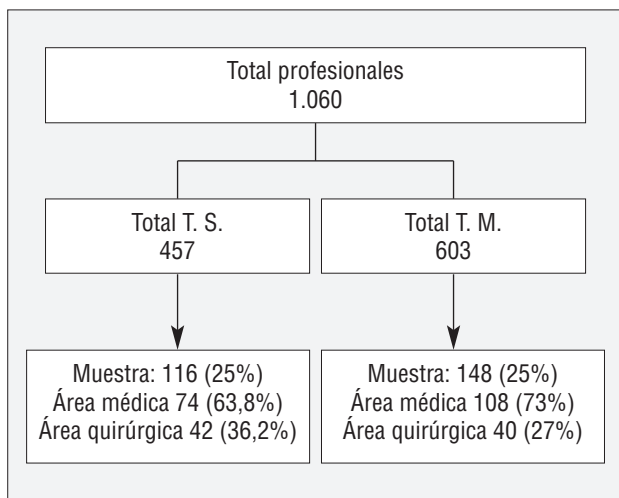 Total profesionales
1.060
Total T. S.
457
Total T. M.
603
Muestra: 116 (25%)
Área médica 74 (63,8%)
Área quirúrgica 42 (36,2%)
Muestra: 148 (25%)
Área médica 108 (73%)
Área quirúrgica 40 (27%)